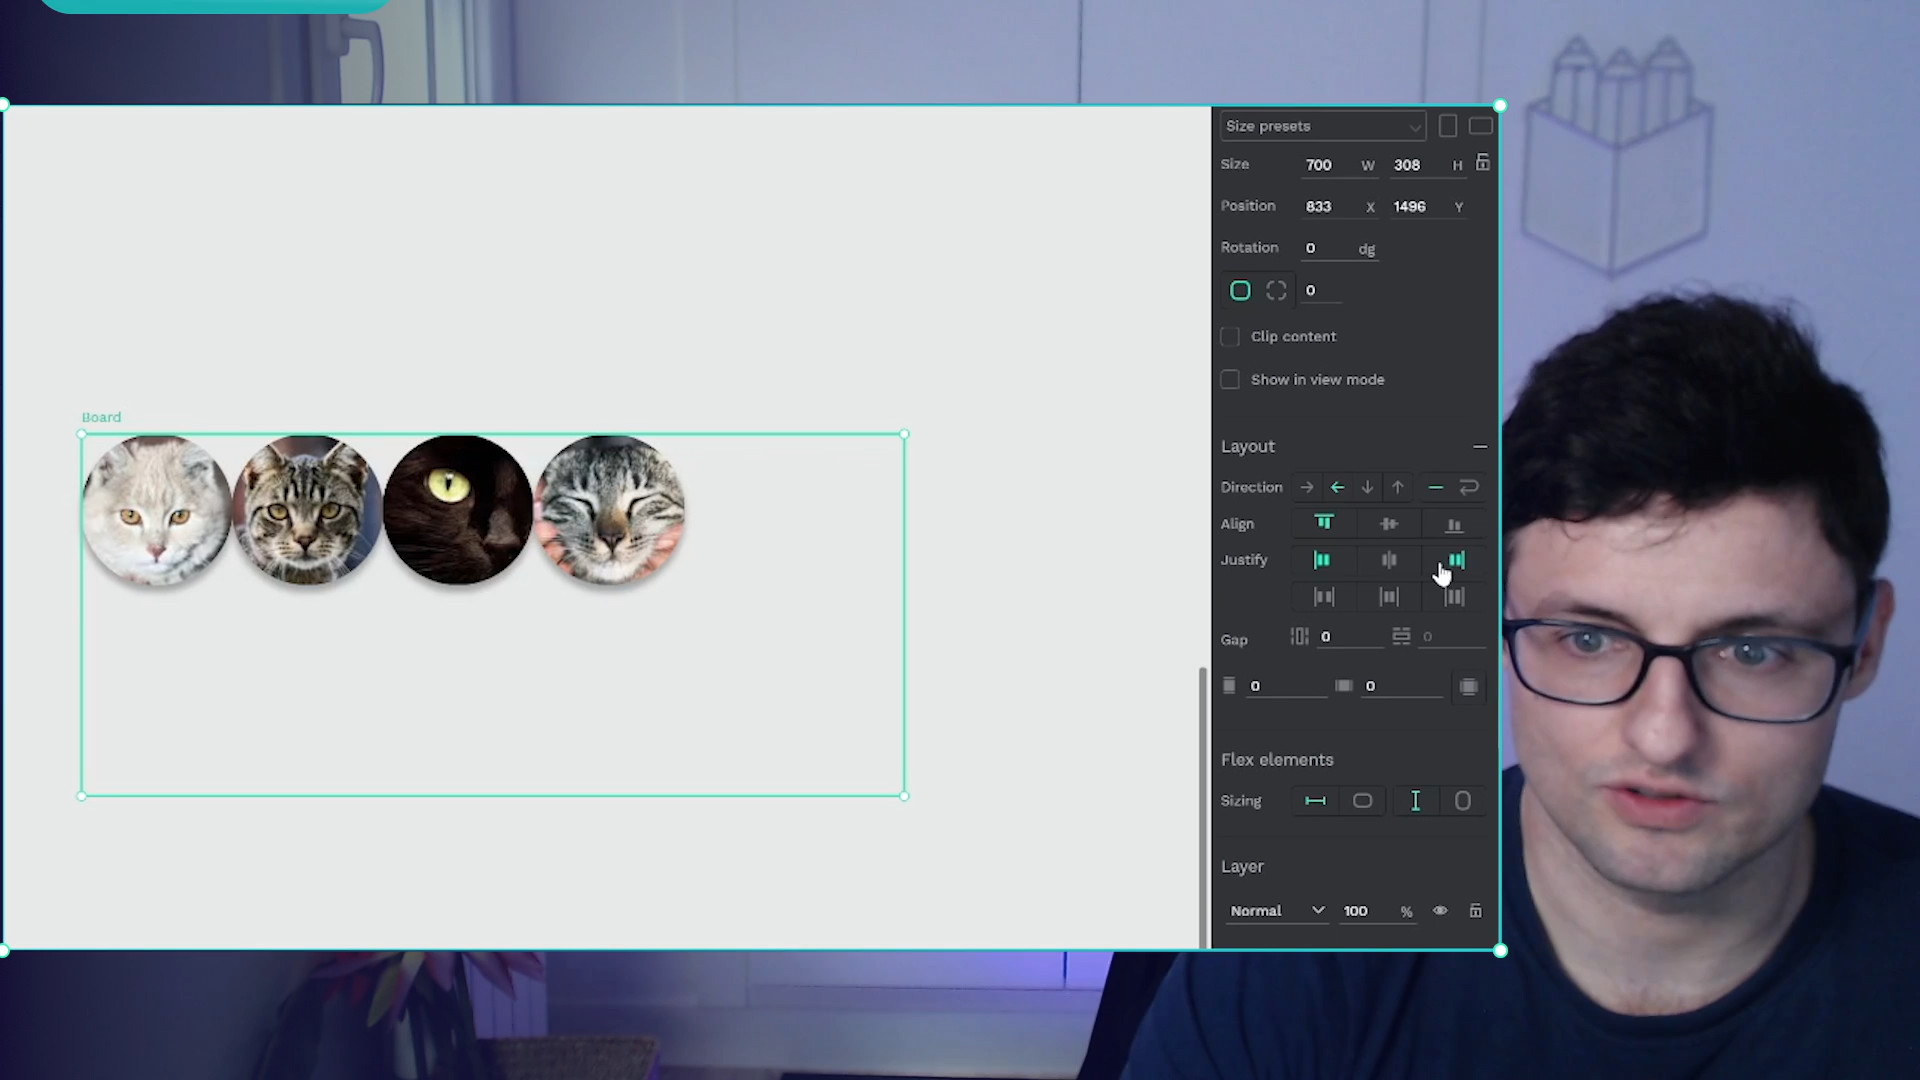 Size presets
Size 700 W 308 H
Position 833 X 1496 Y
Rotation 0 dg
0
Clip content
Show in view mode
Board
Layout
Direction
Align
Justify
Gap 0 0
0 0
Flex elements
Sizing
Layer
Normal 100 %